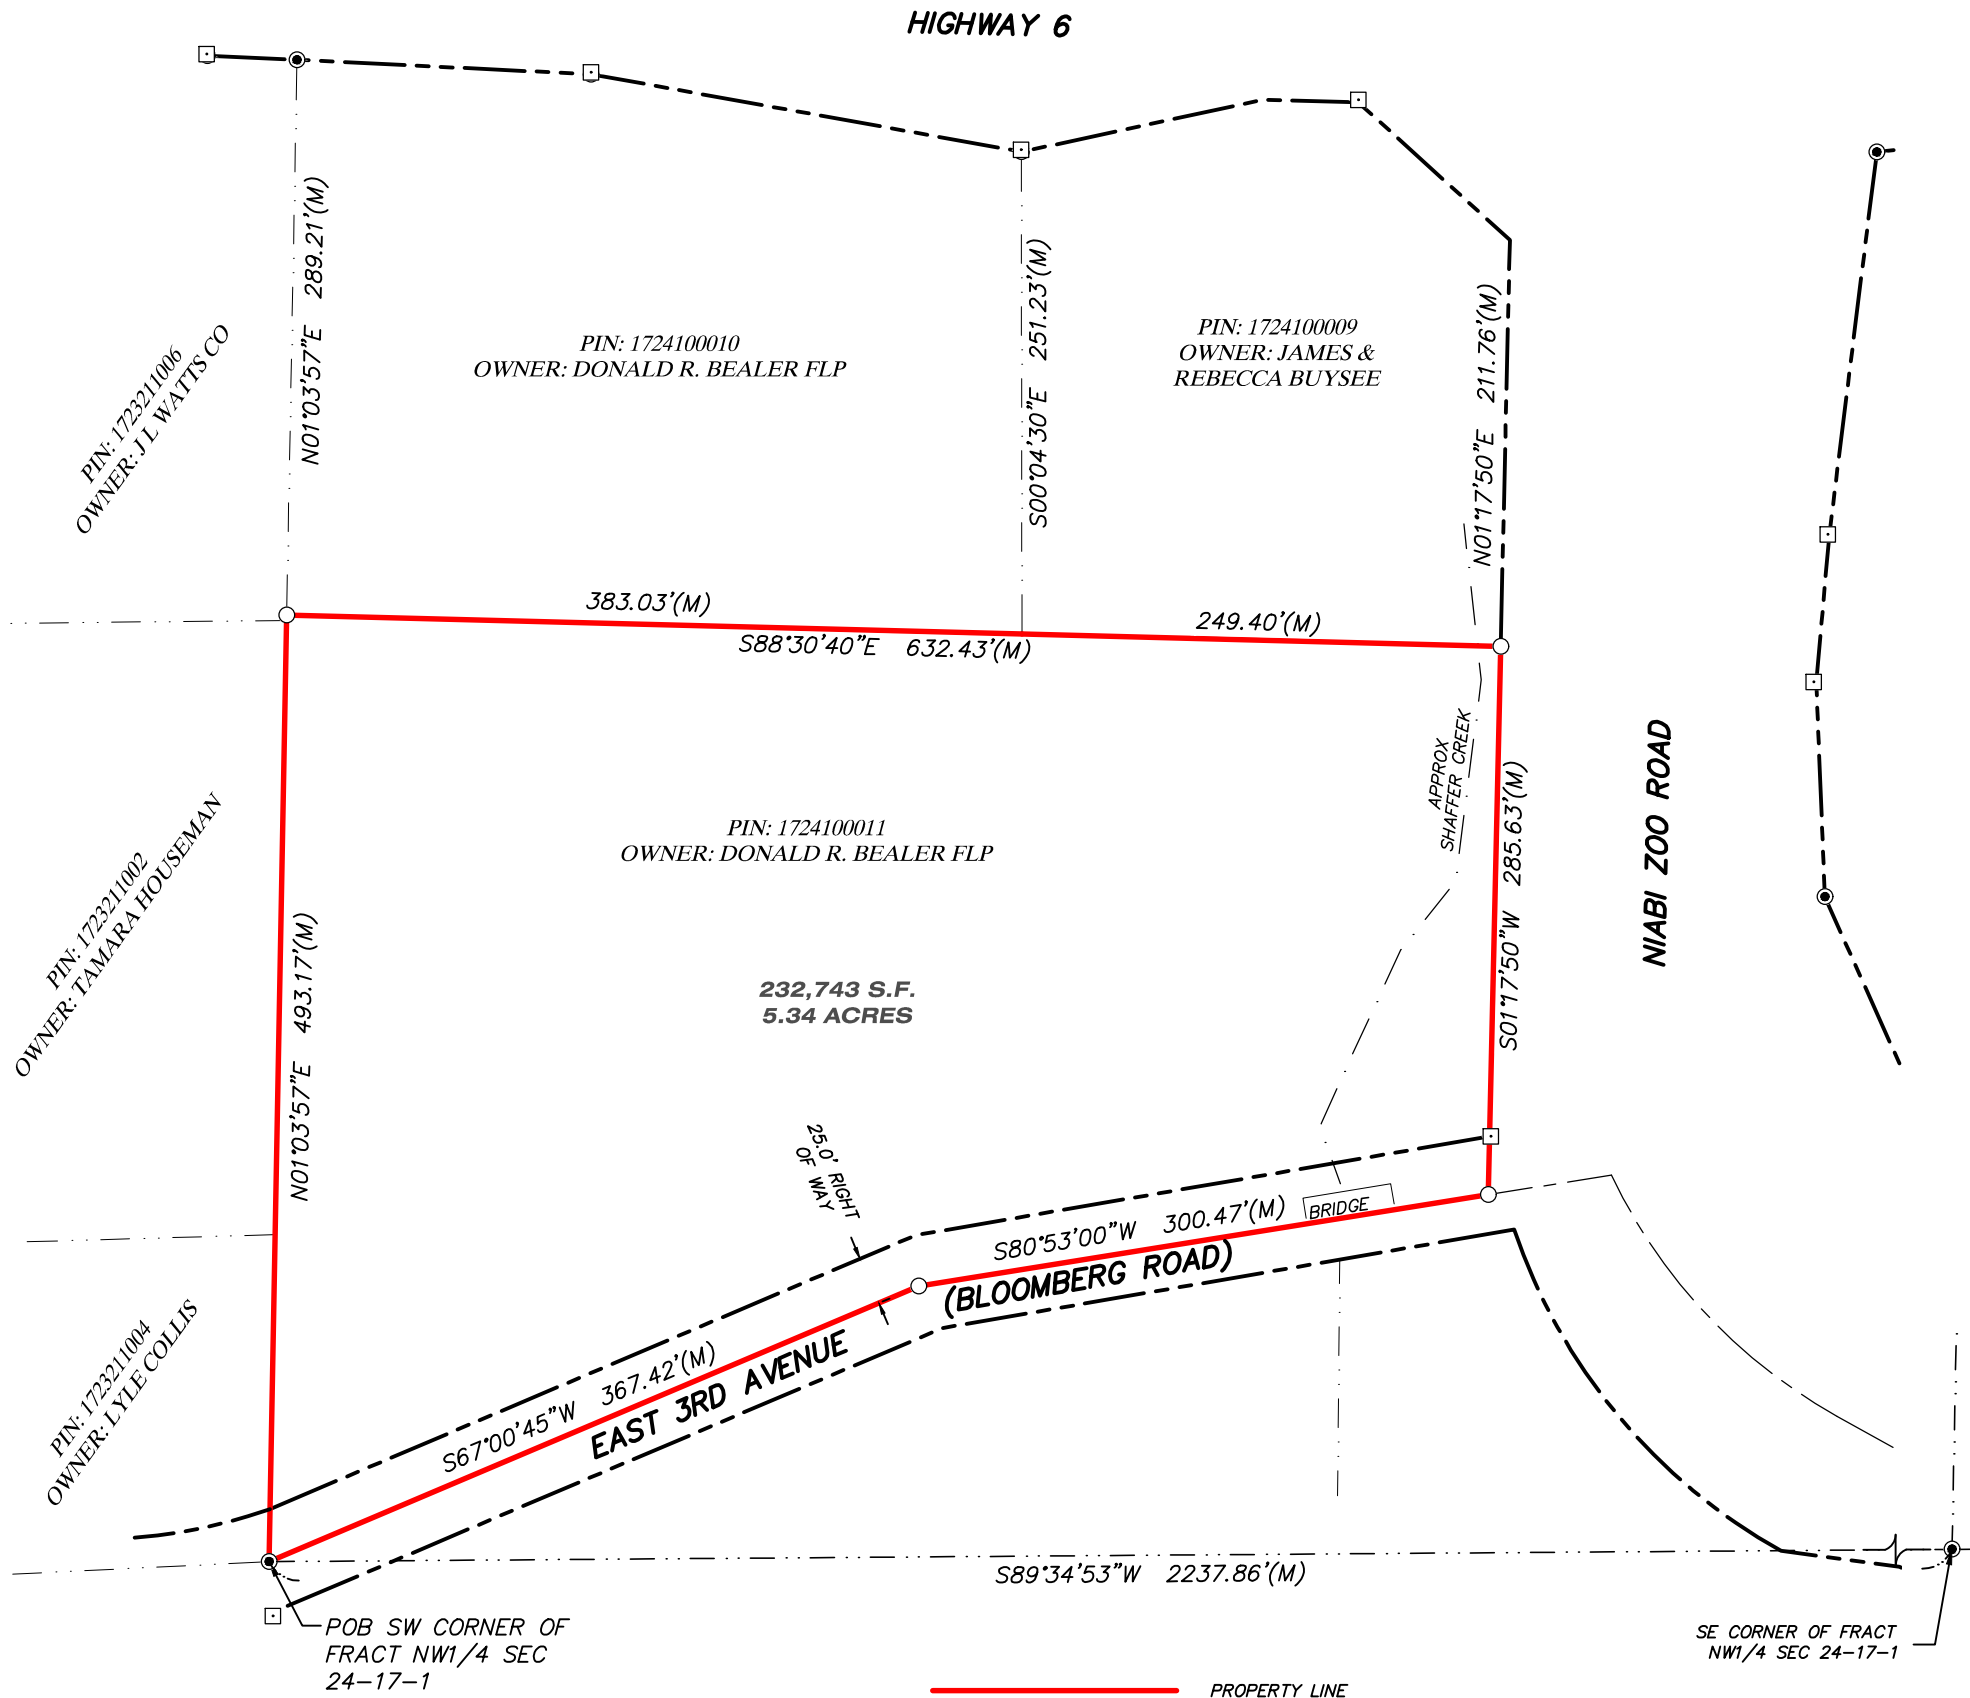 HIGHWAY 6
N01°03'57"E 289.21'(M)
PIN: 1723211006
OWNER: J L WATTS CO
PIN: 1724100010
OWNER: DONALD R. BEALER FLP
S00°04'30"E 251.23'(M)
PIN: 1724100009
OWNER: JAMES &
REBECCA BUYSEE
N01°17'50"E 211.76'(M)
383.03'(M)
249.40'(M)
S88°30'40"E 632.43'(M)
APPROX
SHAFFER CREEK
S01°17'50"W 285.63'(M)
NIABI ZOO ROAD
PIN: 1724100011
OWNER: DONALD R. BEALER FLP
PIN: 1723211002
OWNER: TAMARA HOUSEMAN
N01°03'57"E 493.17'(M)
232,743 S.F.
5.34 ACRES
25.0' RIGHT
OF WAY
S80°53'00"W 300.47'(M)
BRIDGE
(BLOOMBERG ROAD)
PIN: 1723211004
OWNER: LYLE COLLIS
S67°00'45"W 367.42'(M)
EAST 3RD AVENUE
S89°34'53"W 2237.86'(M)
POB SW CORNER OF
FRACT NW1/4 SEC
24-17-1
SE CORNER OF FRACT
NW1/4 SEC 24-17-1
PROPERTY LINE